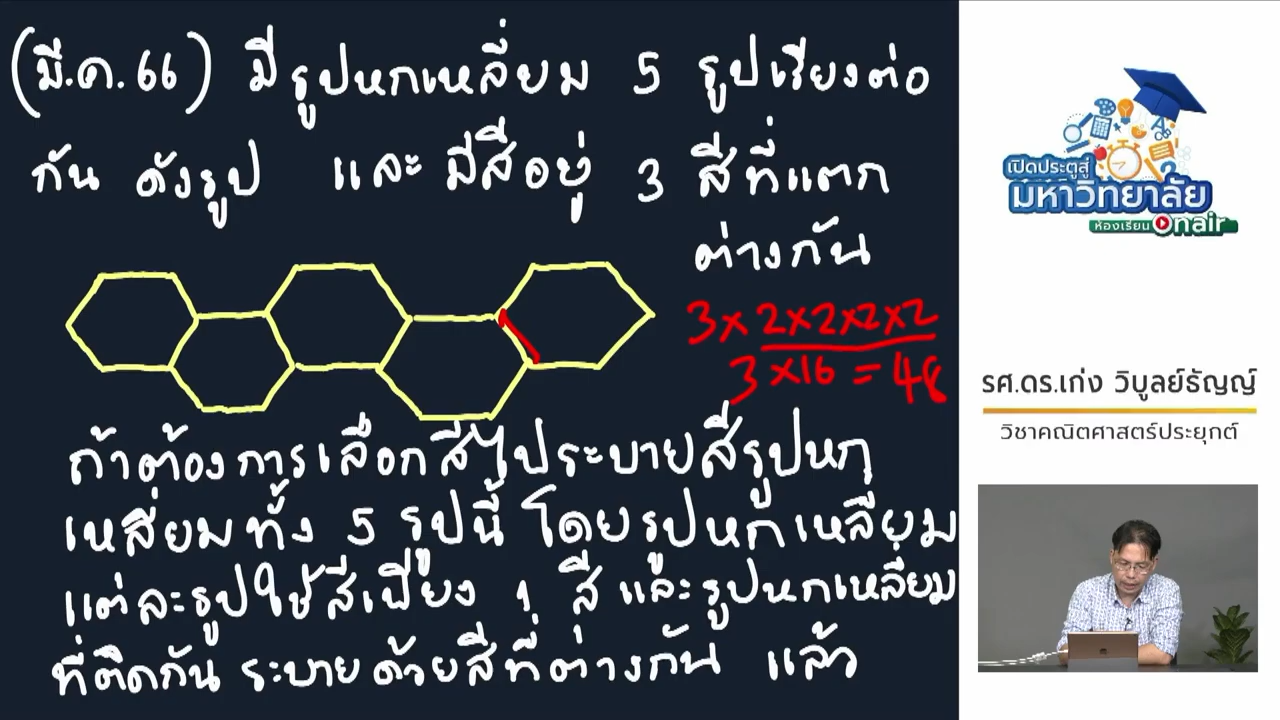 (มี.ค.66) มีรูปหกเหลี่ยม 5 รูปเรียงต่อ
กัน ดังรูป และ มีสีอยู่ 3 สีที่แตก
ต่างกัน
3×2×2×2×2
3×16=48
ถ้าต้องการเลือกสีไประบายสีรูปหก
เหลี่ยมทั้ง 5 รูปนี้ โดยรูปหกเหลี่ยม
แต่ละรูปใช้สีเพียง 1 สี และรูปหกเหลี่ยม
ที่ติดกัน ระบายด้วยสีที่ต่างกัน แล้ว
เปิดประตูสู่
มหาวิทยาลัย
ห้องเรียน Onair
รศ.ดร.เก่ง วิบูลย์ธัญญ์
วิชาคณิตศาสตร์ประยุกต์